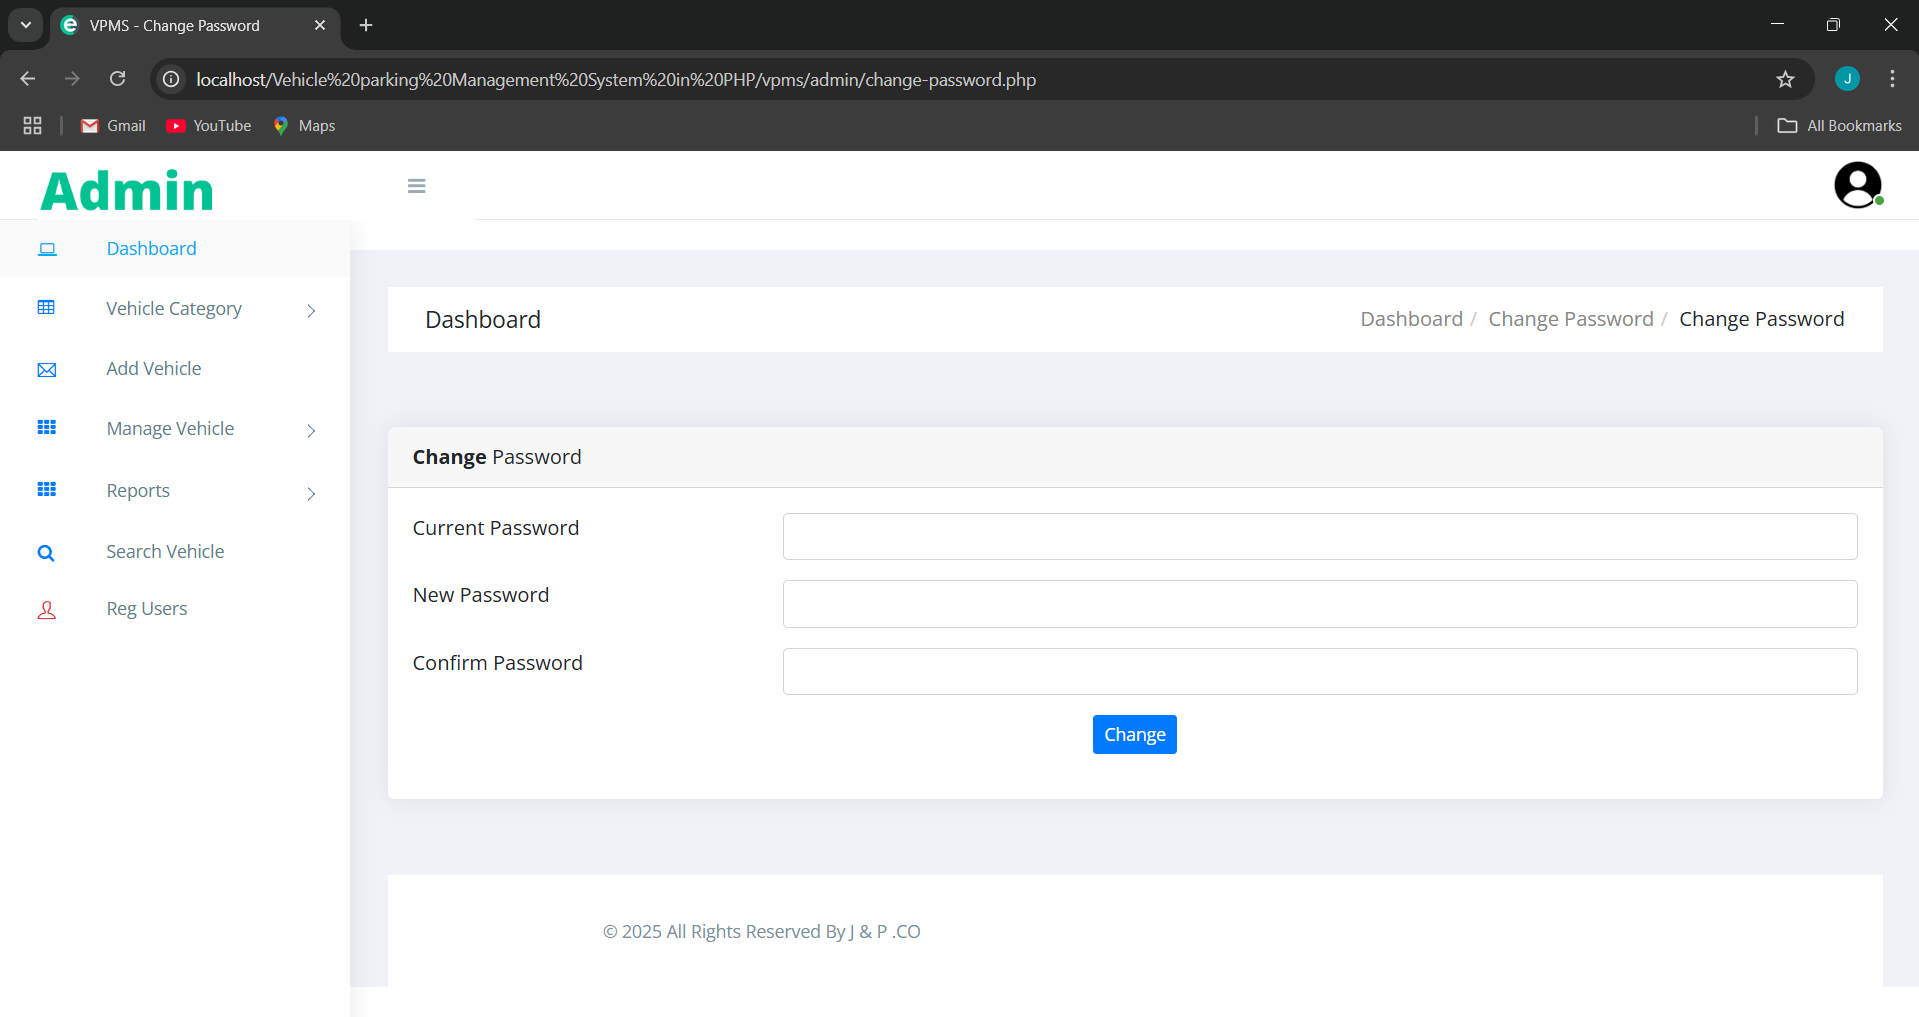 VPMS - Change Password
localhost/Vehicle%20parking%20Management%20System%20in%20PHP/vpms/admin/change-password.php
J
Gmail
YouTube
Maps
All Bookmarks
Admin
Dashboard
Vehicle Category
Add Vehicle
Manage Vehicle
Reports
Search Vehicle
Reg Users
Dashboard
Dashboard / Change Password / Change Password
Change Password
Current Password
New Password
Confirm Password
Change
© 2025 All Rights Reserved By J & P .CO